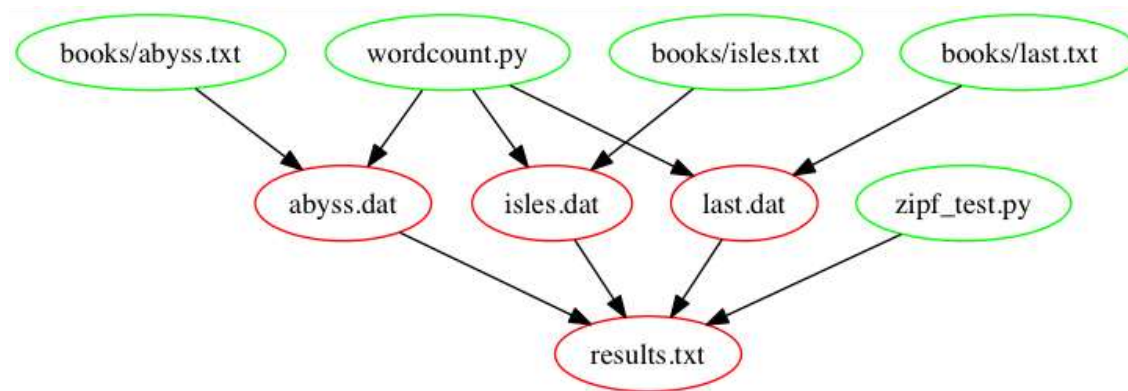 books/abyss.txt
wordcount.py
books/isles.txt
books/last.txt
abyss.dat
isles.dat
last.dat
zipf_test.py
results.txt